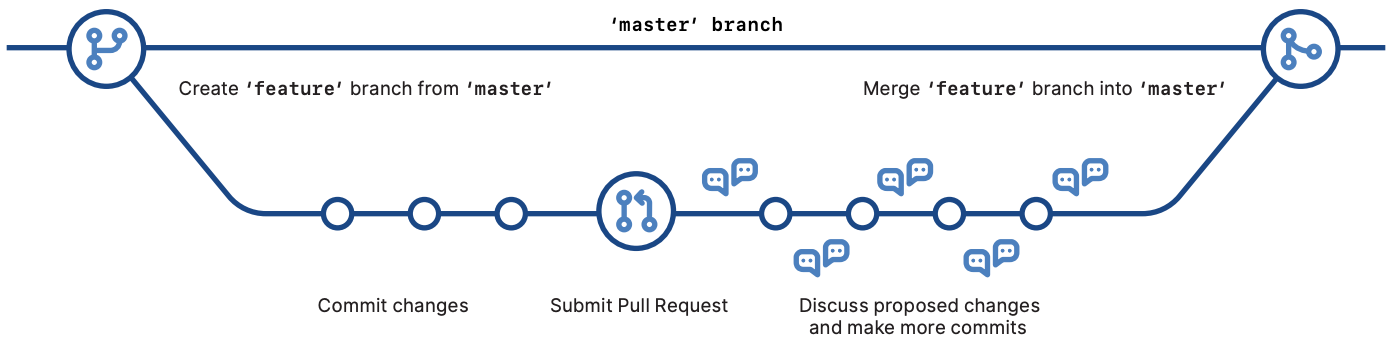 ‘master’ branch
Create ‘feature’ branch from ‘master’
Merge ‘feature’ branch into ‘master’
Commit changes
Submit Pull Request
Discuss proposed changes
and make more commits